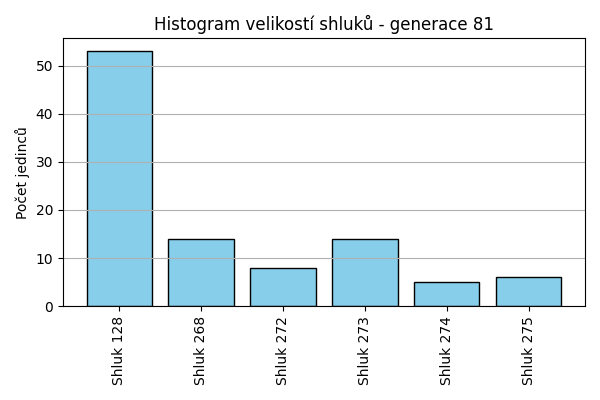 Histogram velikostí shluků - generace 81
Počet jedinců
50
40
30
20
10
0
Shluk 128
Shluk 268
Shluk 272
Shluk 273
Shluk 274
Shluk 275